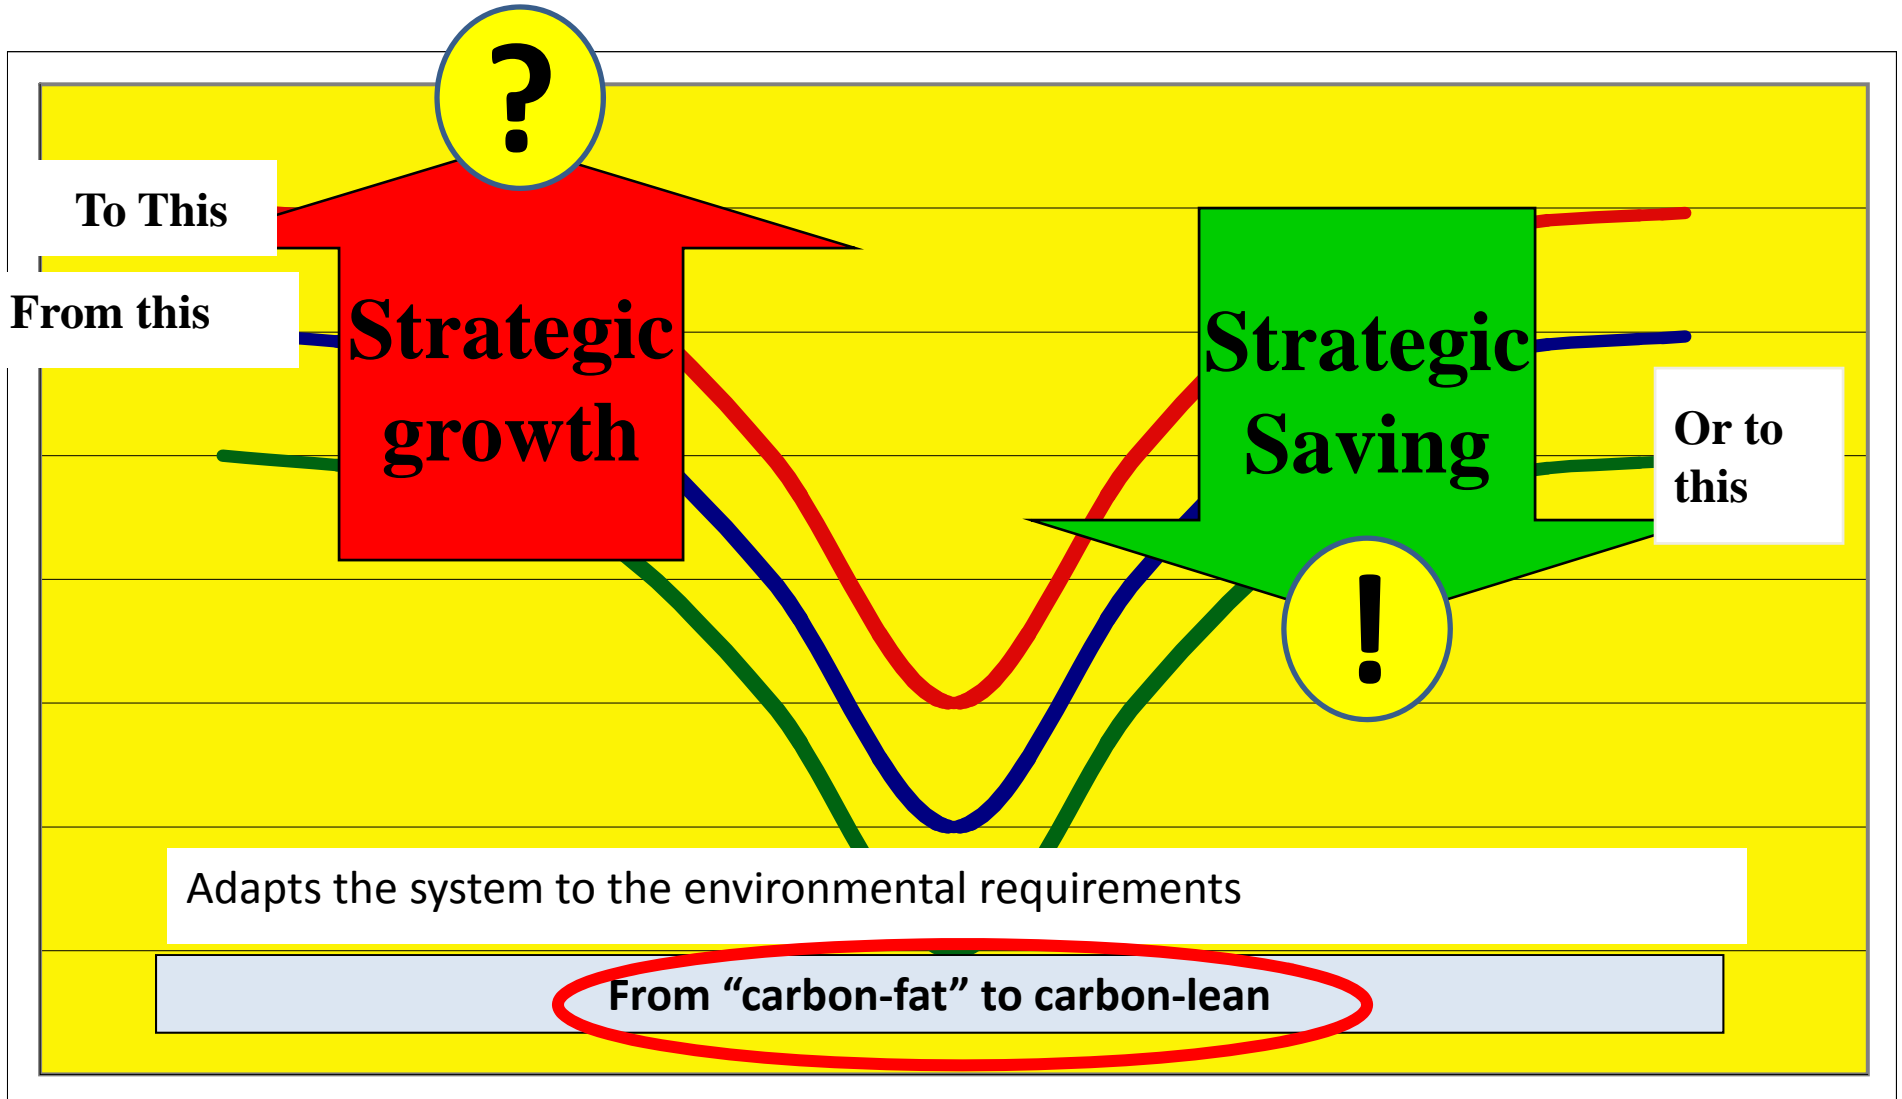 ?
To This
From this
Strategic
growth
Strategic
Saving
Or to
this
!
Adapts the system to the environmental requirements
From “carbon-fat” to carbon-lean